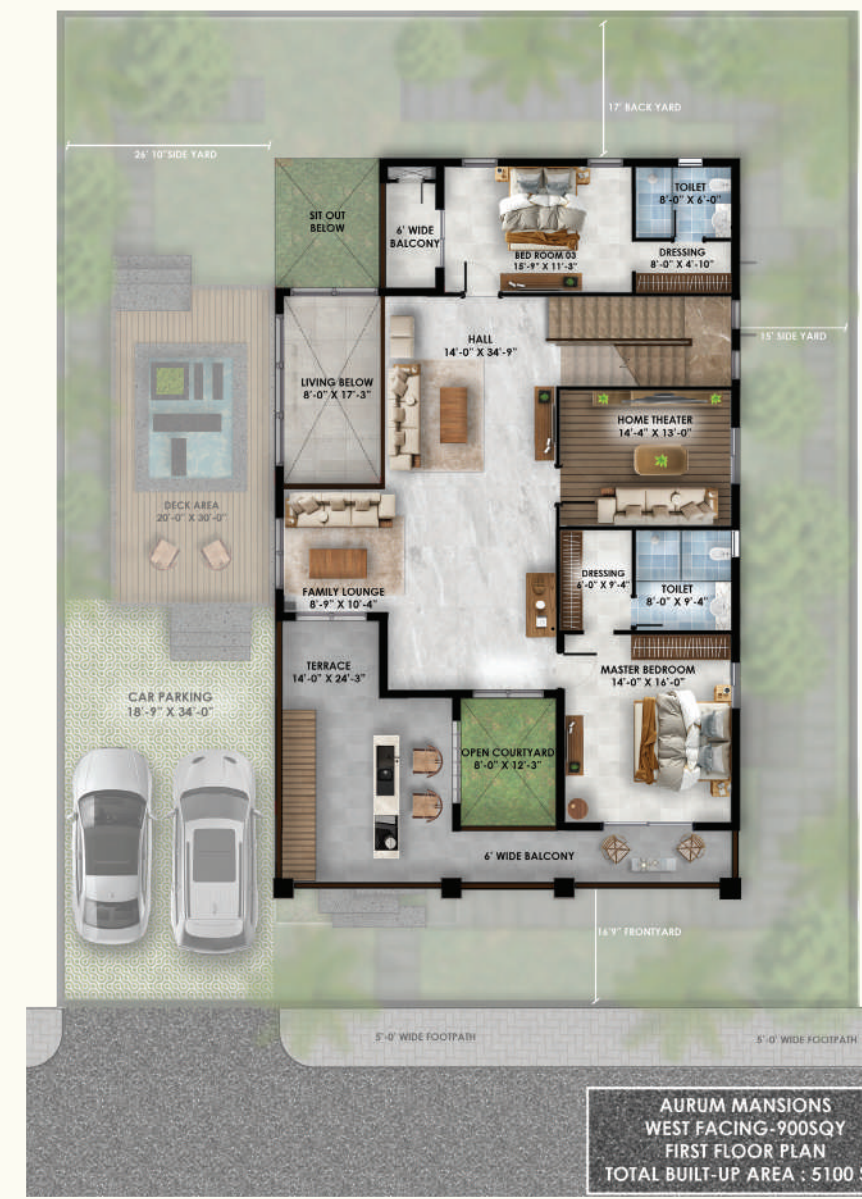 17' BACK YARD
26' 10"SIDE YARD
TOILET
8'-0" X 6'-0"
SIT OUT
BELOW
6' WIDE
BALCONY
BED ROOM 03
15'-9" X 11'-3"
DRESSING
8'-0" X 4'-10"
15' SIDE YARD
HALL
14'-0" X 34'-9"
LIVING BELOW
8'-0" X 17'-3"
HOME THEATER
14'-4" X 13'-0"
DECK AREA
20'-0" X 30'-0"
DRESSING
6'-0" X 9'-4"
TOILET
8'-0" X 9'-4"
FAMILY LOUNGE
8'-9" X 10'-4"
TERRACE
14'-0" X 24'-3"
MASTER BEDROOM
14'-0" X 16'-0"
CAR PARKING
18'-9" X 34'-0"
OPEN COURTYARD
8'-0" X 12'-3"
6' WIDE BALCONY
16'9" FRONTYARD
5'-0' WIDE FOOTPATH
5'-0' WIDE FOOTPATH
AURUM MANSIONS
WEST FACING-900SQY
FIRST FLOOR PLAN
TOTAL BUILT-UP AREA : 5100